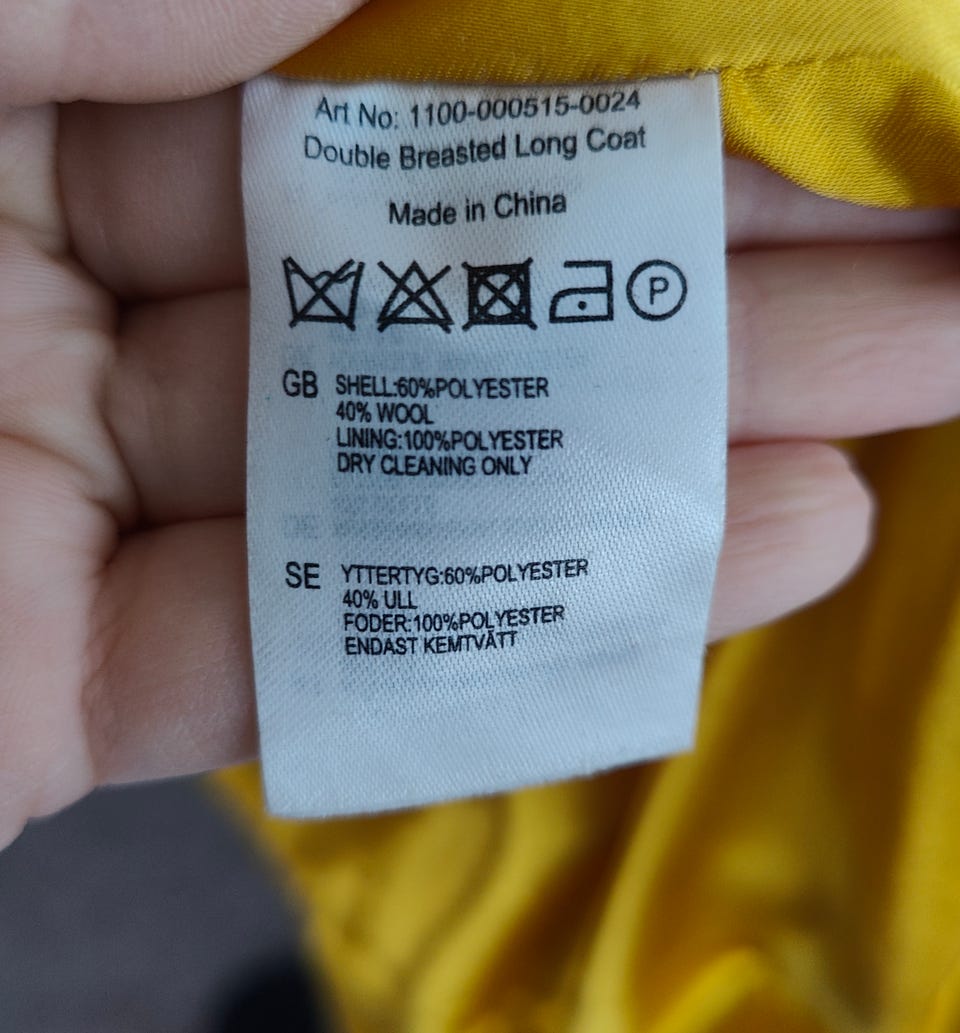 Art No: 1100-000515-0024
Double Breasted Long Coat
Made in China
P
GB SHELL:60%POLYESTER
40% WOOL
LINING:100%POLYESTER
DRY CLEANING ONLY
SE YTTERTYG:60%POLYESTER
40% ULL
FODER:100%POLYESTER
ENDAST KEMTVÄTT